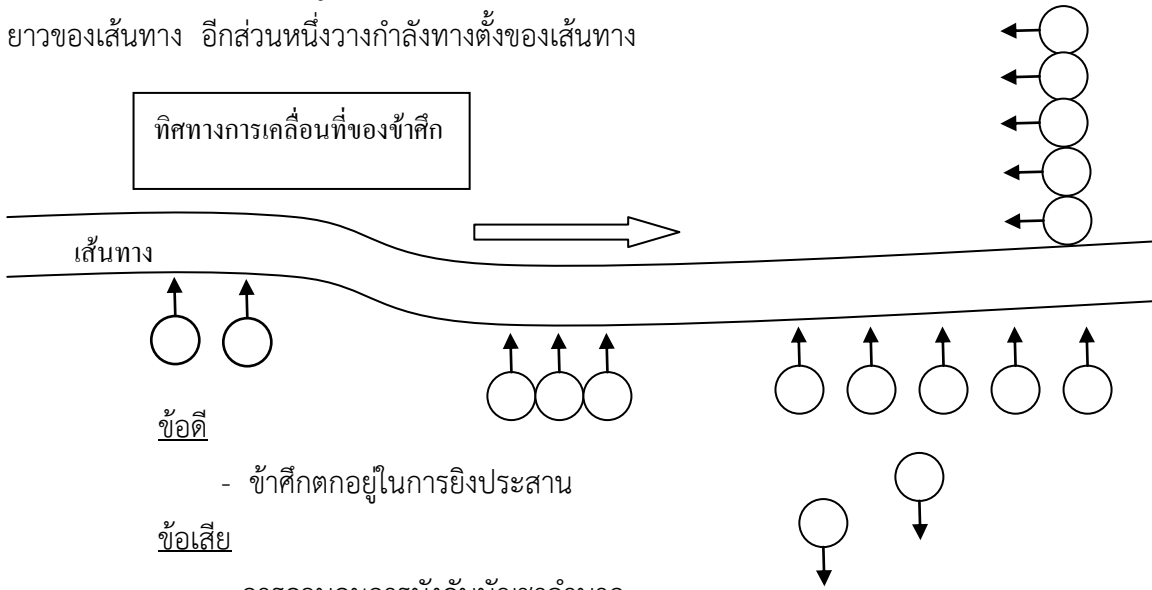 ยาวของเส้นทาง อีกส่วนหนึ่งวางกำลังทางตั้งของเส้นทาง
ทิศทางการเคลื่อนที่ของข้าศึก
เส้นทาง
ข้อดี
- ข้าศึกตกอยู่ในการยิงประสาน
ข้อเสีย